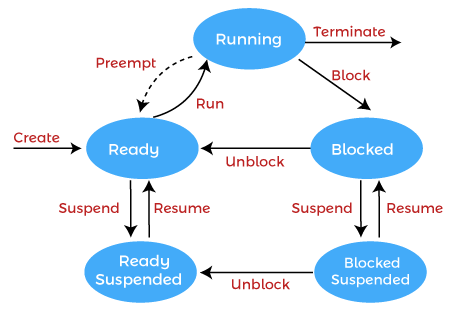 Running
Terminate
Preempt
Block
Run
Create
Ready
Unblock
Blocked
Suspend
Resume
Suspend
Resume
Ready
Suspended
Unblock
Blocked
Suspended